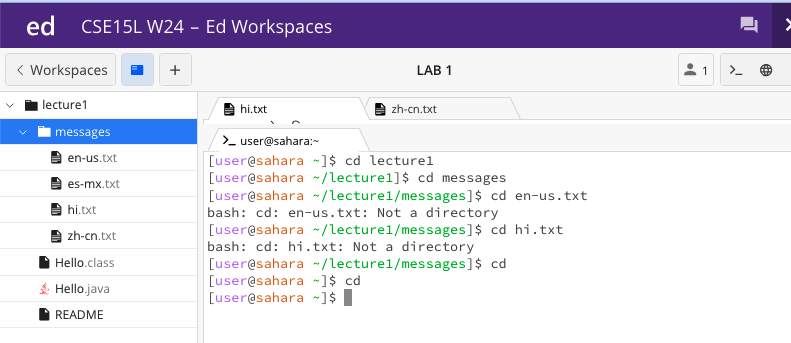 ed CSE15L W24 – Ed Workspaces
Workspaces
LAB 1
1
lecture1
messages
en-us.txt
es-mx.txt
hi.txt
zh-cn.txt
Hello.class
Hello.java
README
hi.txt
zh-cn.txt
user@sahara:~
[user@sahara ~]$ cd lecture1
[user@sahara ~/lecture1]$ cd messages
[user@sahara ~/lecture1/messages]$ cd en-us.txt
bash: cd: en-us.txt: Not a directory
[user@sahara ~/lecture1/messages]$ cd hi.txt
bash: cd: hi.txt: Not a directory
[user@sahara ~/lecture1/messages]$ cd
[user@sahara ~]$ cd
[user@sahara ~]$